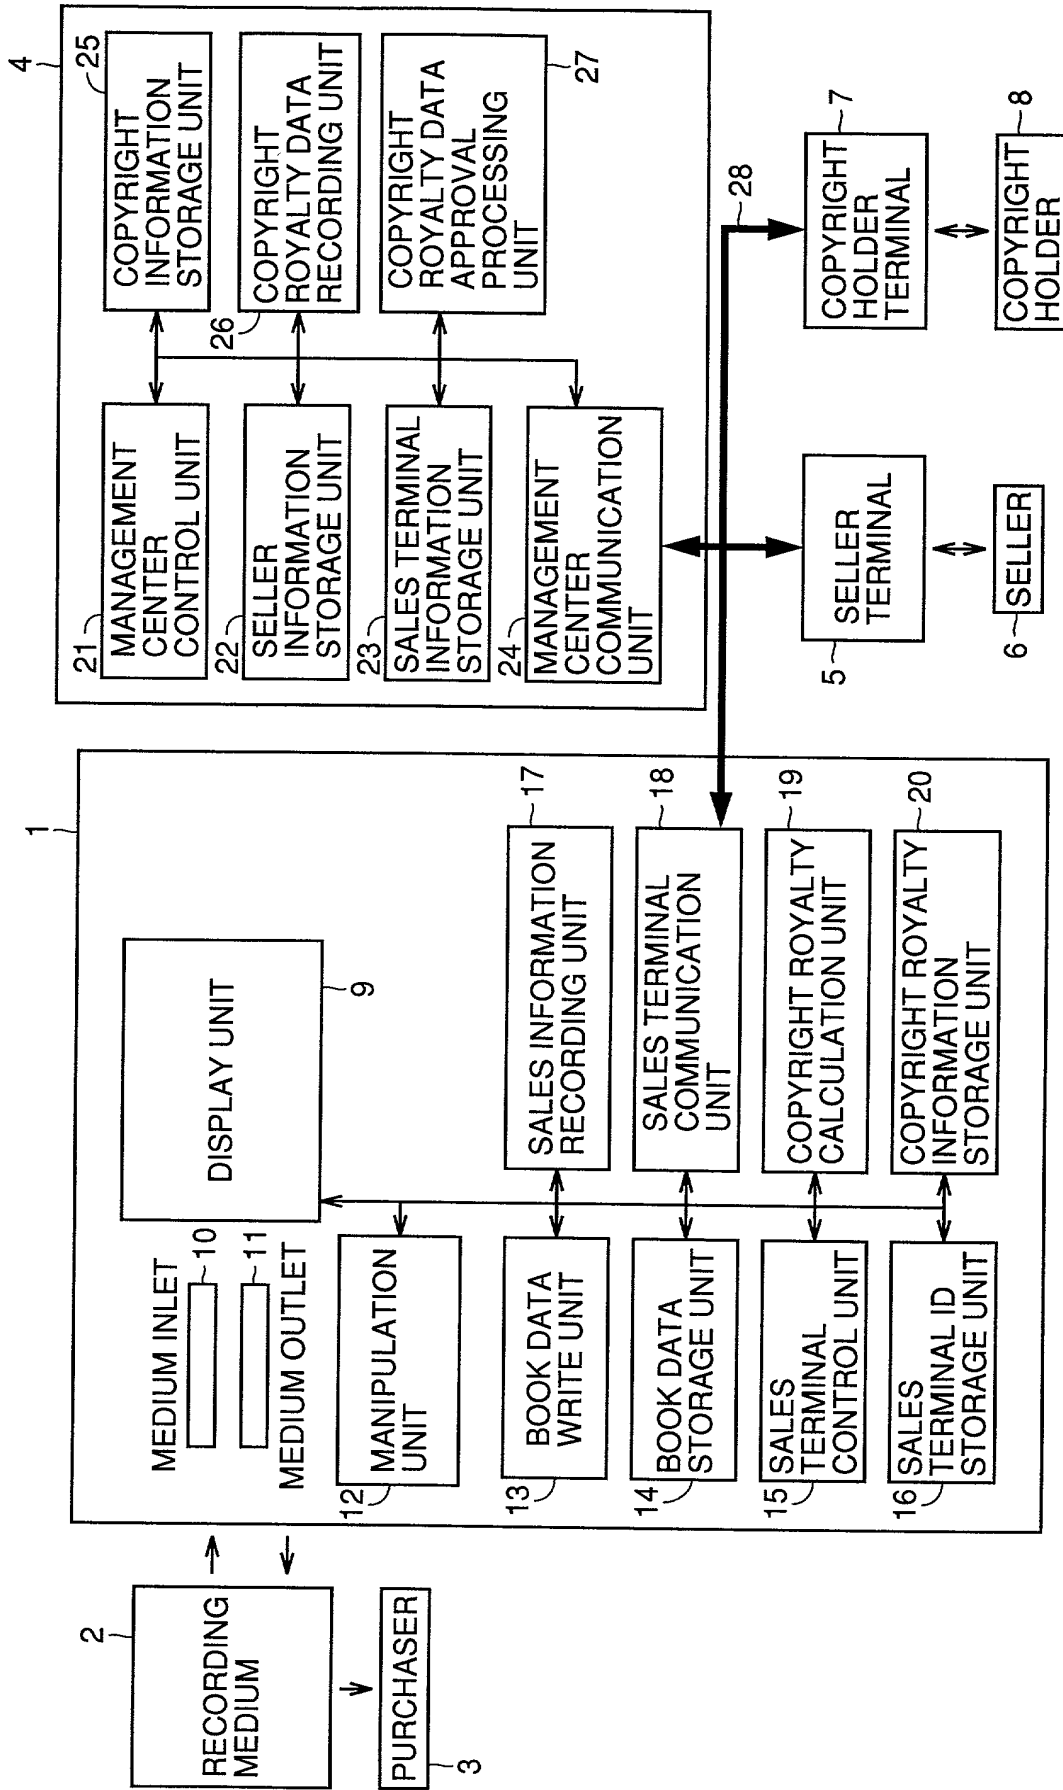 2
RECORDING
MEDIUM
PURCHASER
3
1
MEDIUM INLET
10
11
MEDIUM OUTLET
DISPLAY UNIT
9
12
MANIPULATION
UNIT
13
BOOK DATA
WRITE UNIT
14
BOOK DATA
STORAGE UNIT
15
SALES
TERMINAL
CONTROL UNIT
16
SALES
TERMINAL ID
STORAGE UNIT
17
SALES INFORMATION
RECORDING UNIT
18
SALES TERMINAL
COMMUNICATION
UNIT
19
COPYRIGHT ROYALTY
CALCULATION UNIT
20
COPYRIGHT ROYALTY
INFORMATION
STORAGE UNIT
4
21
MANAGEMENT
CENTER
CONTROL UNIT
22
SELLER
INFORMATION
STORAGE UNIT
23
SALES TERMINAL
INFORMATION
STORAGE UNIT
24
MANAGEMENT
CENTER
COMMUNICATION
UNIT
25
COPYRIGHT
INFORMATION
STORAGE UNIT
26
COPYRIGHT
ROYALTY DATA
RECORDING UNIT
27
COPYRIGHT
ROYALTY DATA
APPROVAL
PROCESSING
UNIT
28
5
SELLER
TERMINAL
6
SELLER
7
COPYRIGHT
HOLDER
TERMINAL
8
COPYRIGHT
HOLDER